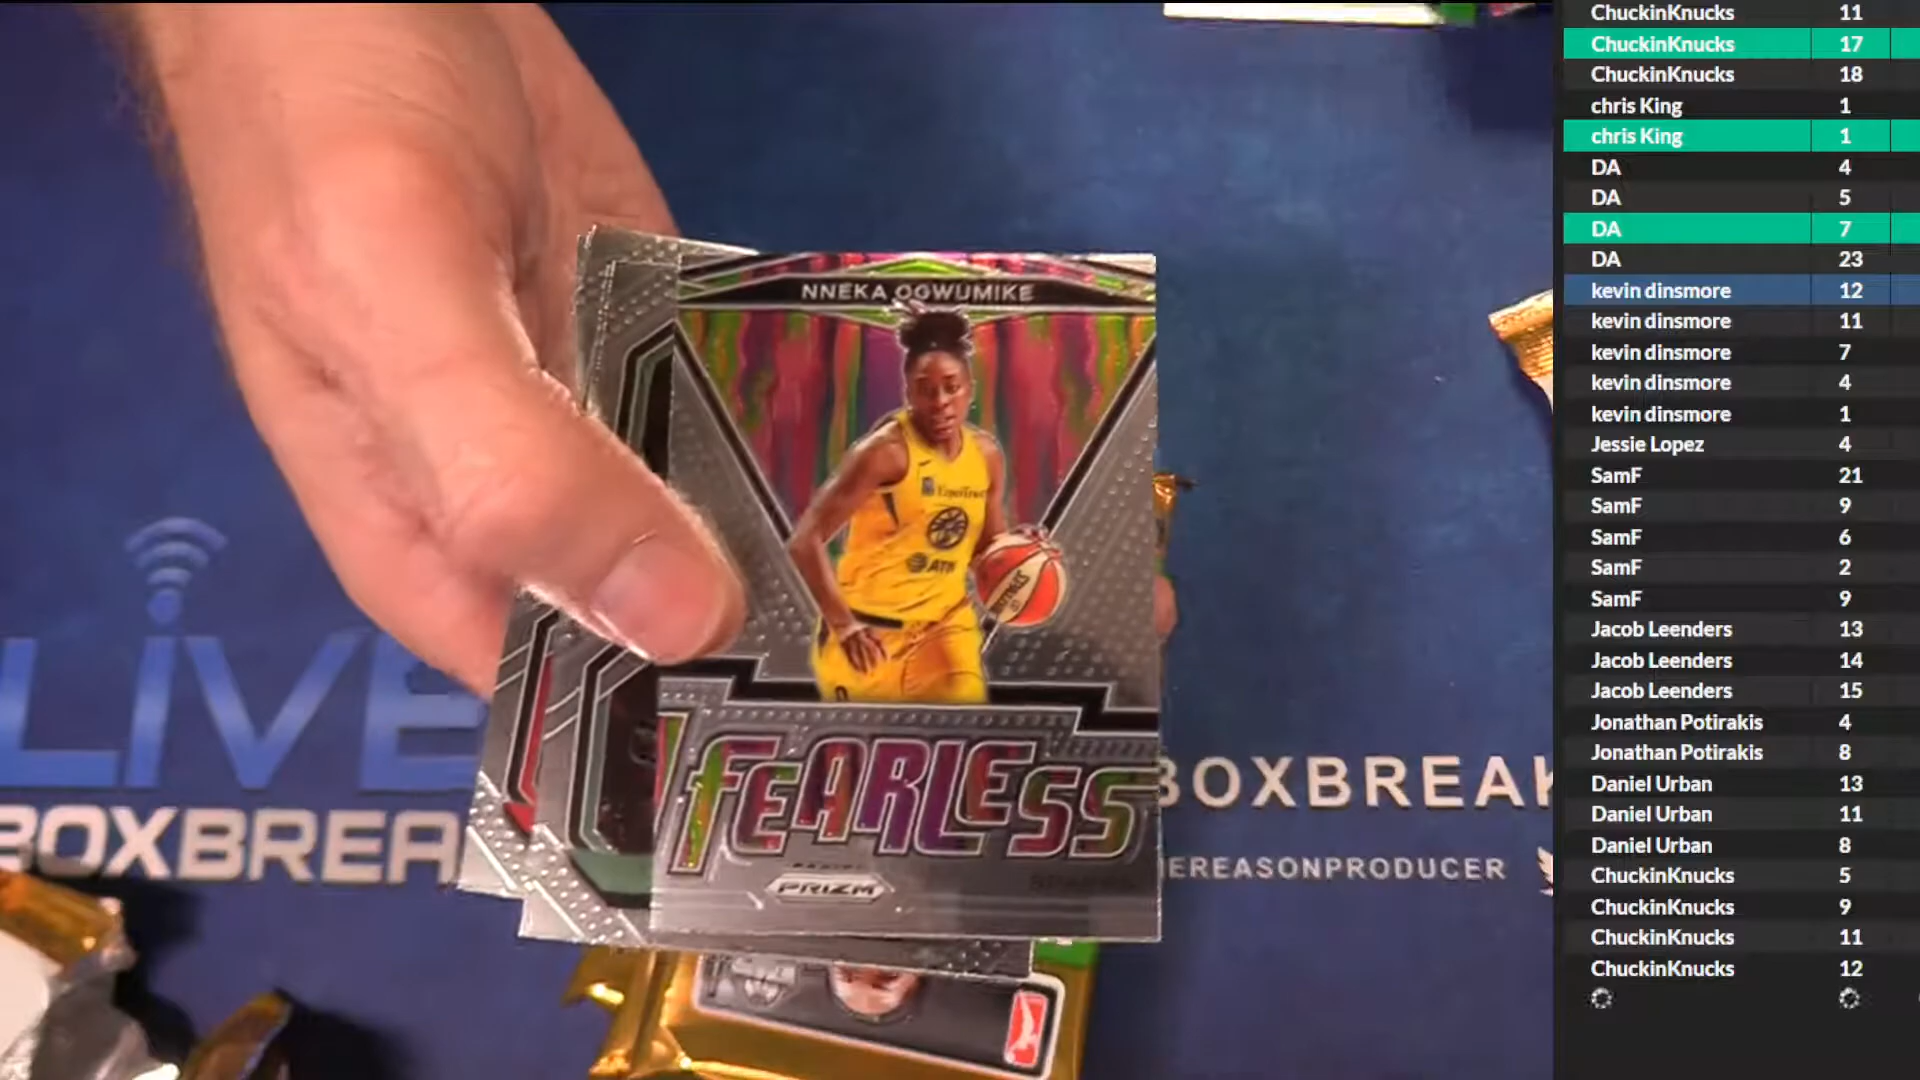 NNEKA OGWUMIKE
FEARLESS
PANINI
PRIZM
SPARKS
LIVE
BOXBREA
BOXBREAK
EREASONPRODUCER
ChuckinKnucks 11
ChuckinKnucks 17
ChuckinKnucks 18
chris King 1
chris King 1
DA 4
DA 5
DA 7
DA 23
kevin dinsmore 12
kevin dinsmore 11
kevin dinsmore 7
kevin dinsmore 4
kevin dinsmore 1
Jessie Lopez 4
SamF 21
SamF 9
SamF 6
SamF 2
SamF 9
Jacob Leenders 13
Jacob Leenders 14
Jacob Leenders 15
Jonathan Potirakis 4
Jonathan Potirakis 8
Daniel Urban 13
Daniel Urban 11
Daniel Urban 8
ChuckinKnucks 5
ChuckinKnucks 9
ChuckinKnucks 11
ChuckinKnucks 12